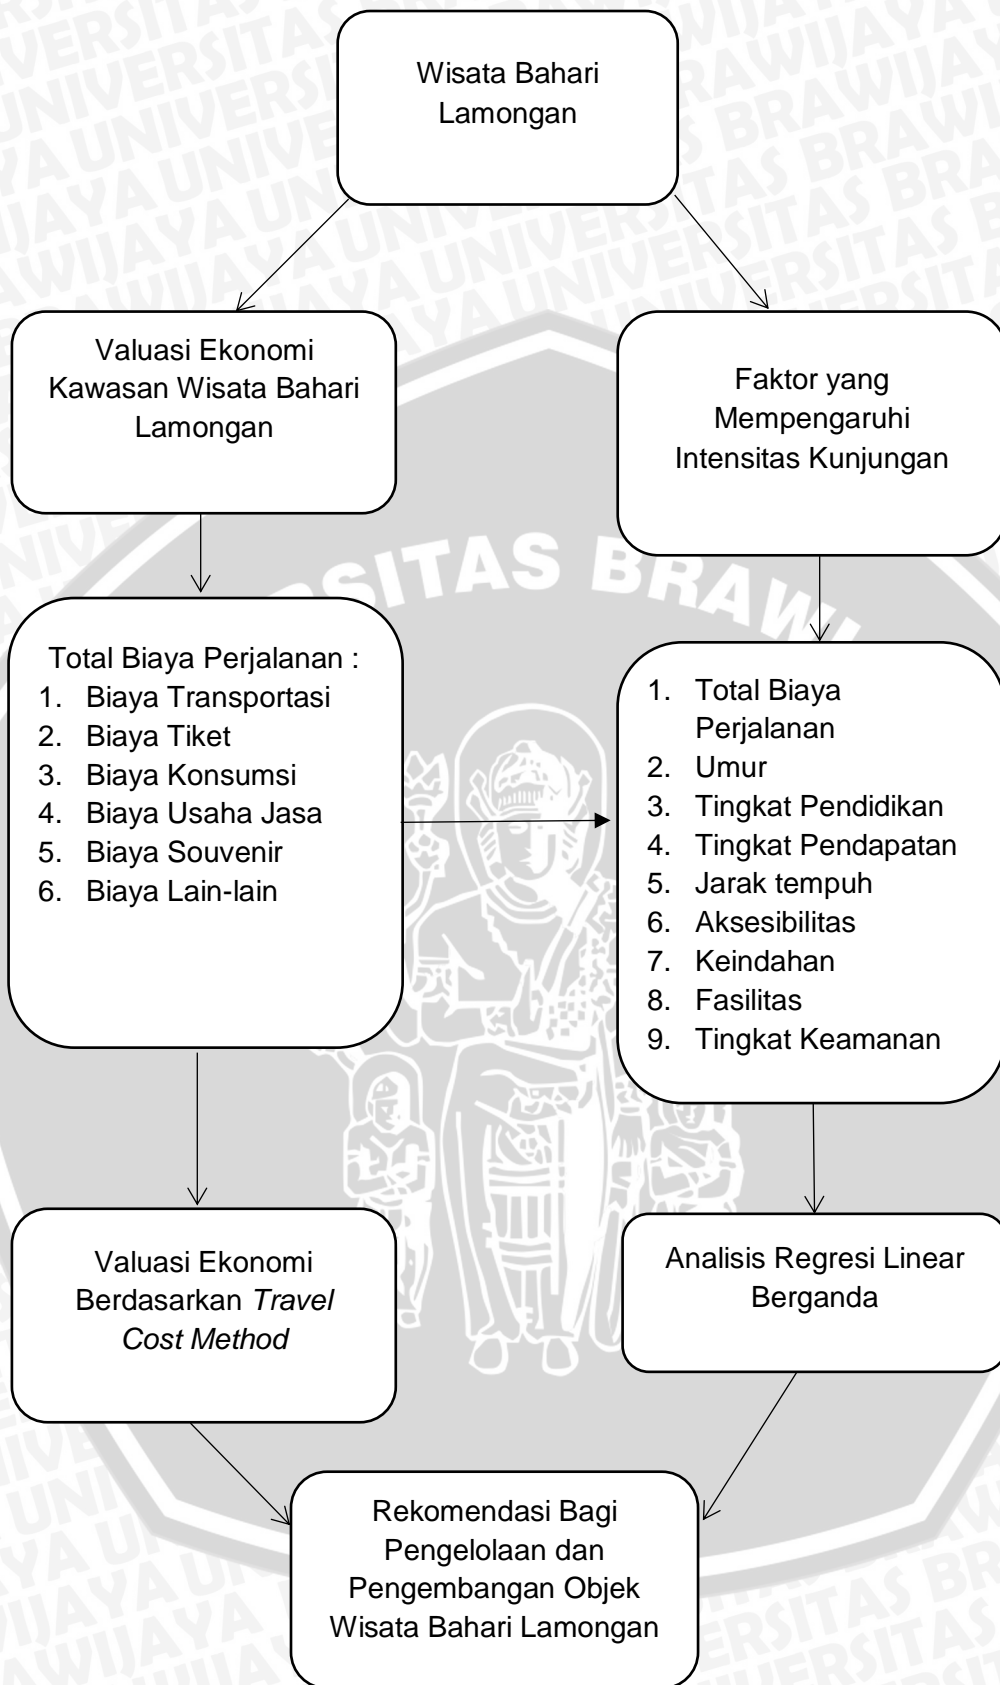 Wisata Bahari
Lamongan
Valuasi Ekonomi
Kawasan Wisata Bahari
Lamongan
Faktor yang
Mempengaruhi
Intensitas Kunjungan
Total Biaya Perjalanan :
1. Biaya Transportasi
2. Biaya Tiket
3. Biaya Konsumsi
4. Biaya Usaha Jasa
5. Biaya Souvenir
6. Biaya Lain-lain
1. Total Biaya
Perjalanan
2. Umur
3. Tingkat Pendidikan
4. Tingkat Pendapatan
5. Jarak tempuh
6. Aksesibilitas
7. Keindahan
8. Fasilitas
9. Tingkat Keamanan
Valuasi Ekonomi
Berdasarkan Travel
Cost Method
Analisis Regresi Linear
Berganda
Rekomendasi Bagi
Pengelolaan dan
Pengembangan Objek
Wisata Bahari Lamongan